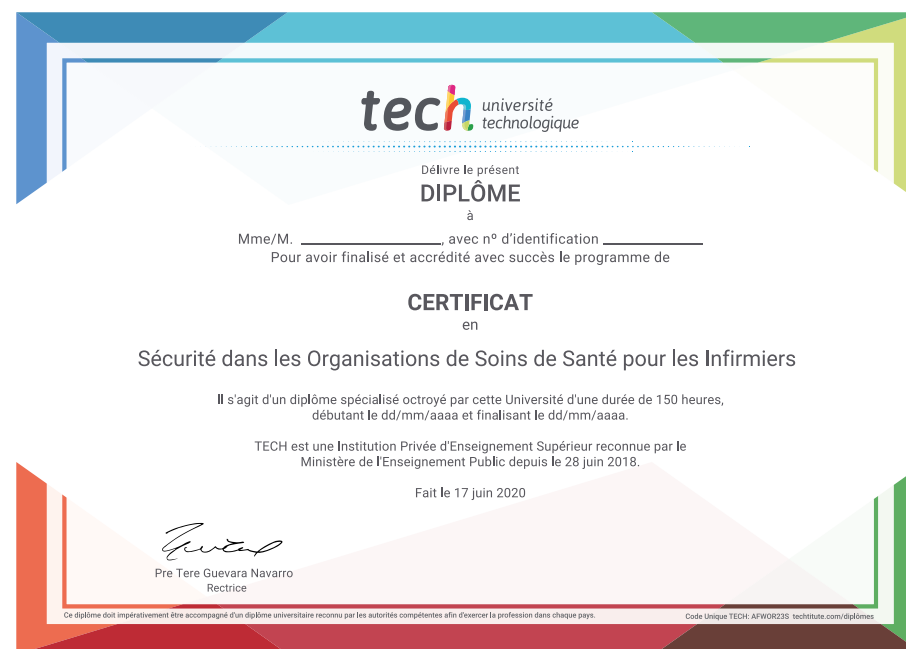 tech université
technologique
Délivre le présent
DIPLÔME
à
Mme/M. ____________________, avec nº d'identification __________________
Pour avoir finalisé et accrédité avec succès le programme de
CERTIFICAT
en
Sécurité dans les Organisations de Soins de Santé pour les Infirmiers
Il s'agit d'un diplôme spécialisé octroyé par cette Université d'une durée de 150 heures,
débutant le dd/mm/aaaa et finalisant le dd/mm/aaaa.
TECH est une Institution Privée d'Enseignement Supérieur reconnue par le
Ministère de l'Enseignement Public depuis le 28 juin 2018.
Fait le 17 juin 2020
Pre Tere Guevara Navarro
Rectrice
Ce diplôme doit impérativement être accompagné d'un diplôme universitaire reconnu par les autorités compétentes afin d'exercer la profession dans chaque pays.
Code Unique TECH: AFWOR23S techtitute.com/diplômes